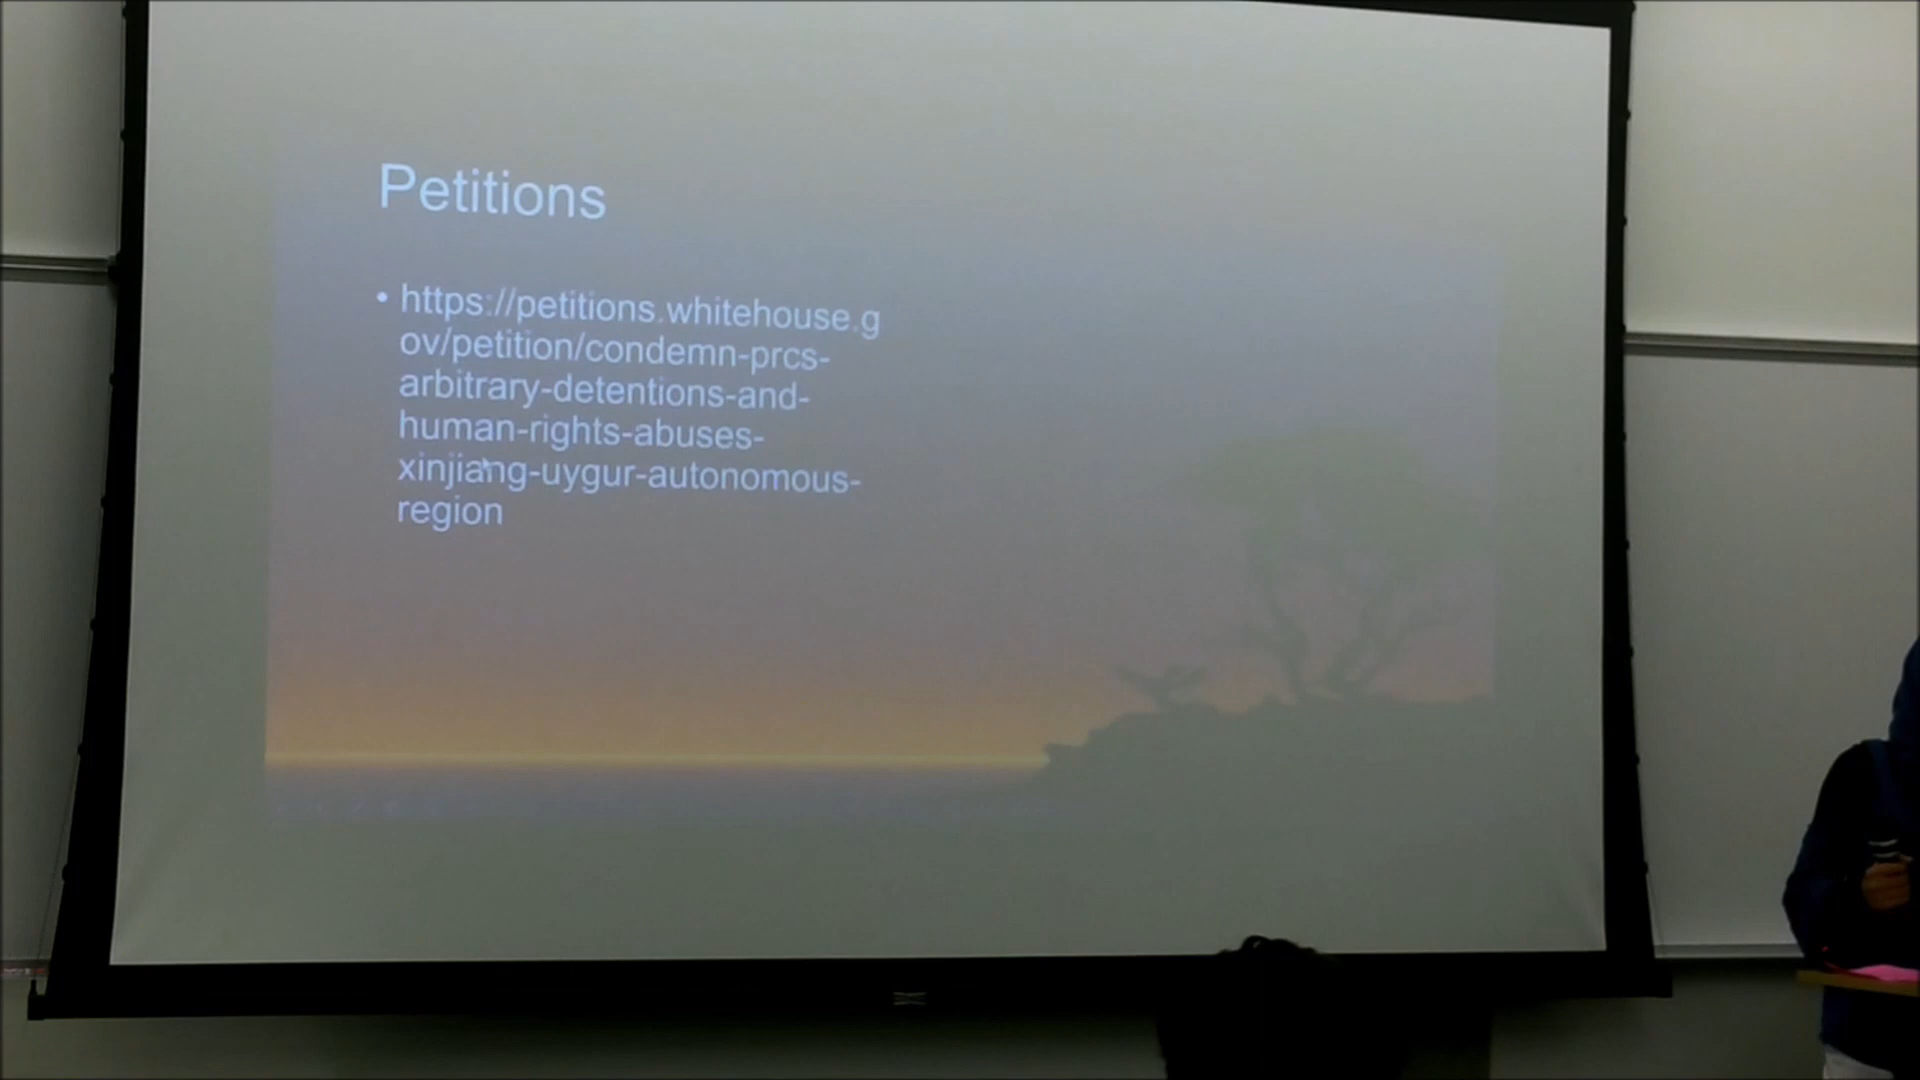 Petitions
• https://petitions.whitehouse.g
ov/petition/condemn-prcs-
arbitrary-detentions-and-
human-rights-abuses-
xinjiang-uygur-autonomous-
region